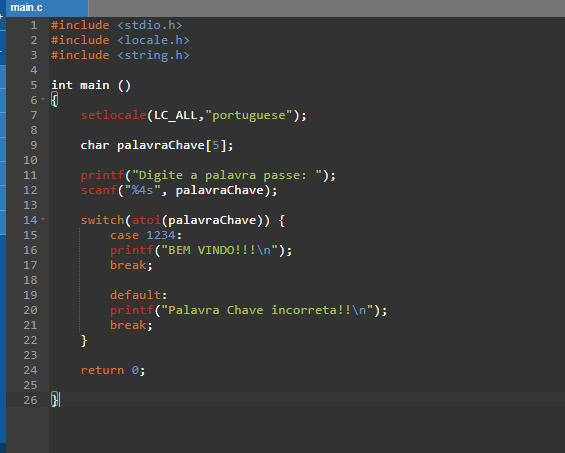 main.c
1 #include <stdio.h>
2 #include <locale.h>
3 #include <string.h>
4
5 int main ()
6 {
7     setlocale(LC_ALL,"portuguese");
8
9     char palavraChave[5];
10
11     printf("Digite a palavra passe: ");
12     scanf("%4s", palavraChave);
13
14     switch(atoi(palavraChave)) {
15         case 1234:
16         printf("BEM VINDO!!!\n");
17         break;
18
19         default:
20         printf("Palavra Chave incorreta!!\n");
21         break;
22     }
23
24     return 0;
25
26 }